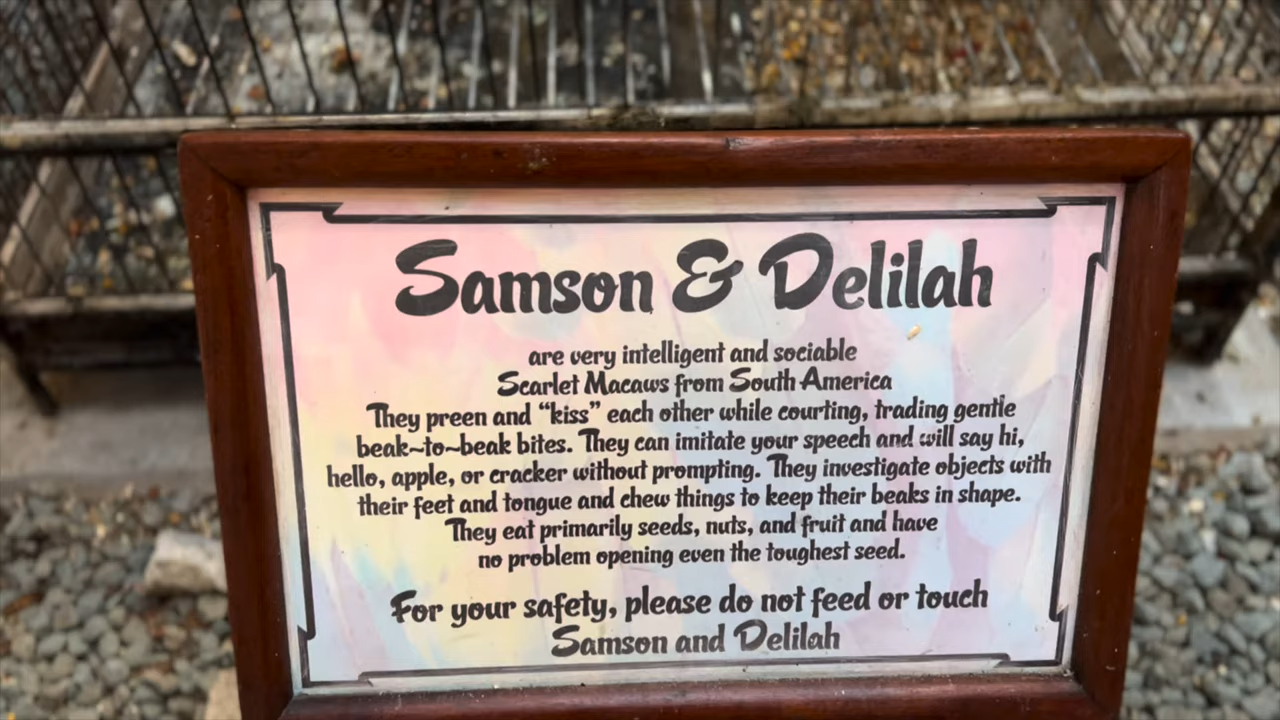 Samson & Delilah
are very intelligent and sociable
Scarlet Macaws from South America
They preen and “kiss” each other while courting, trading gentle
beak~to~beak bites. They can imitate your speech and will say hi,
hello, apple, or cracker without prompting. They investigate objects with
their feet and tongue and chew things to keep their beaks in shape.
They eat primarily seeds, nuts, and fruit and have
no problem opening even the toughest seed.
For your safety, please do not feed or touch
Samson and Delilah